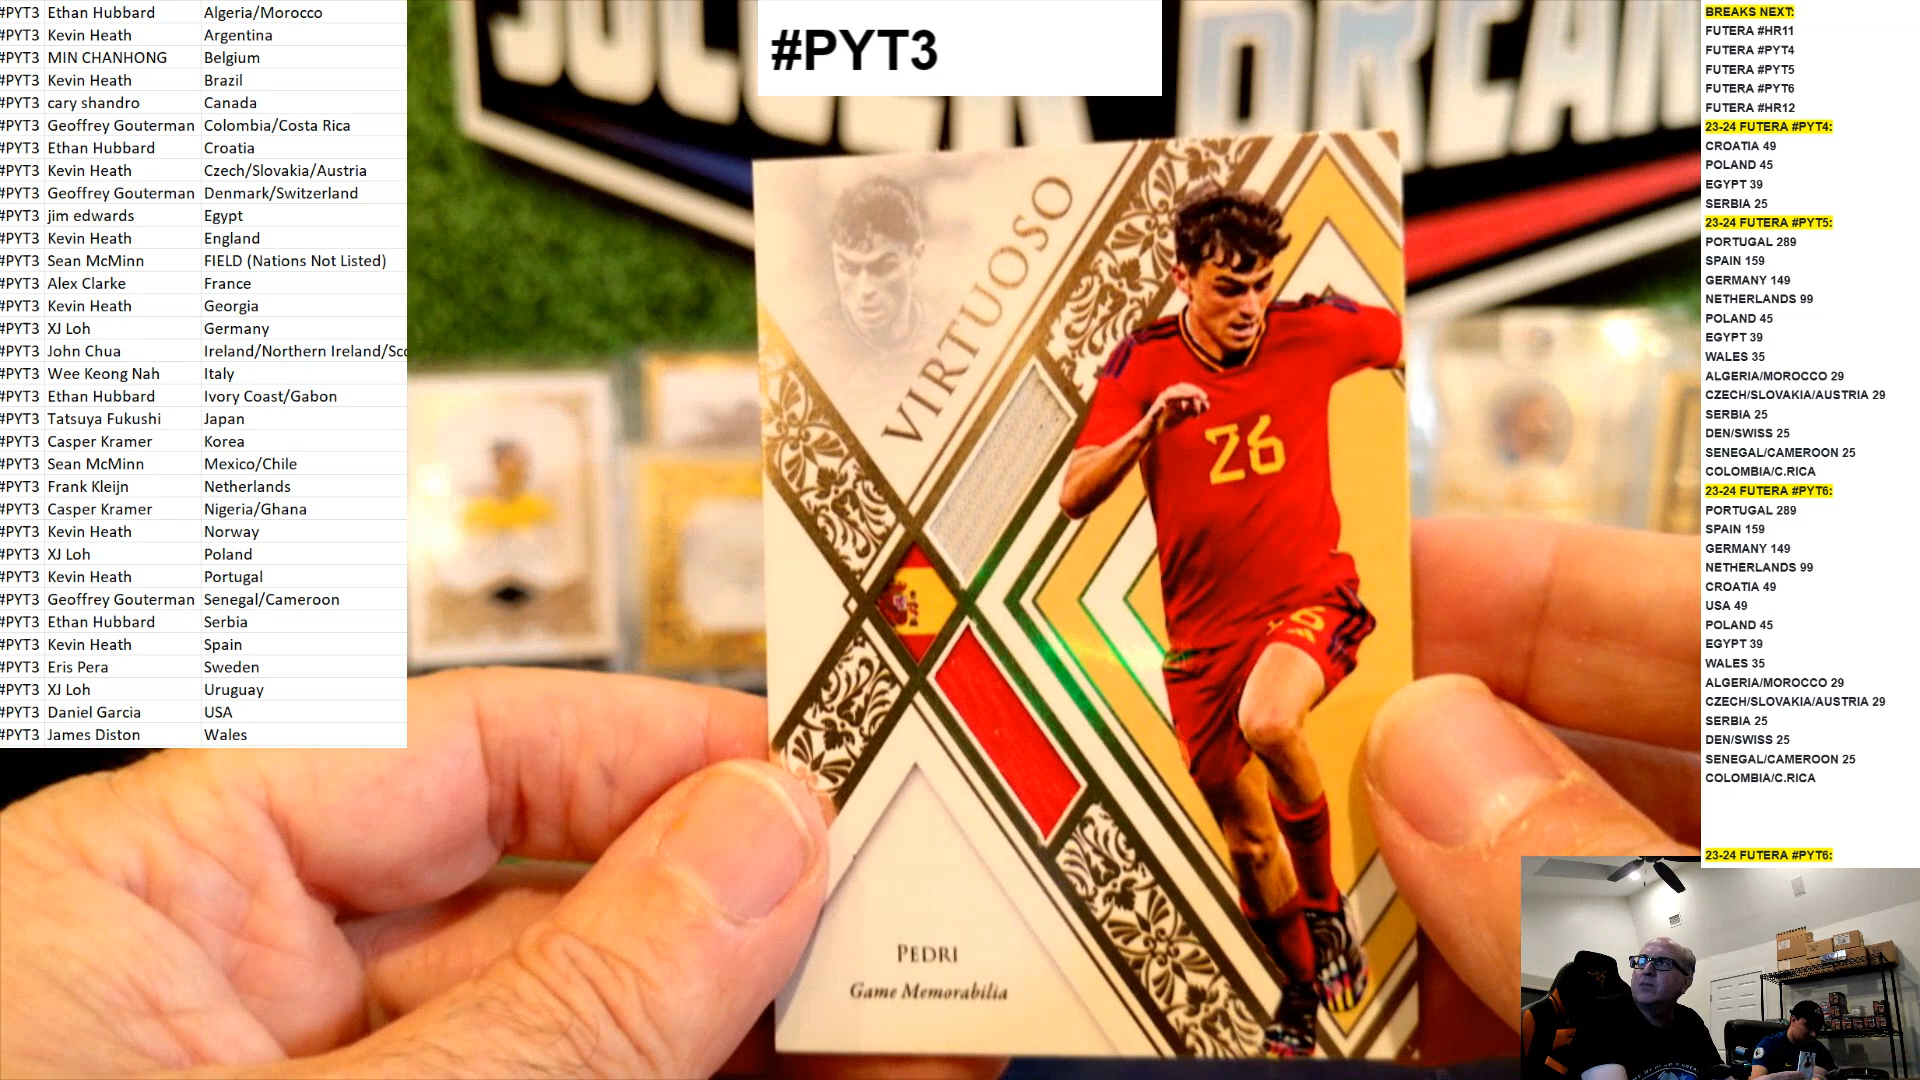 #PYT3 Ethan Hubbard Algeria/Morocco
#PYT3 Kevin Heath Argentina
#PYT3 MIN CHANHONG Belgium
#PYT3 Kevin Heath Brazil
#PYT3 cary shandro Canada
#PYT3 Geoffrey Gouterman Colombia/Costa Rica
#PYT3 Ethan Hubbard Croatia
#PYT3 Kevin Heath Czech/Slovakia/Austria
#PYT3 Geoffrey Gouterman Denmark/Switzerland
#PYT3 jim edwards Egypt
#PYT3 Kevin Heath England
#PYT3 Sean McMinn FIELD (Nations Not Listed)
#PYT3 Alex Clarke France
#PYT3 Kevin Heath Georgia
#PYT3 XJ Loh Germany
#PYT3 John Chua Ireland/Northern Ireland/Sco
#PYT3 Wee Keong Nah Italy
#PYT3 Ethan Hubbard Ivory Coast/Gabon
#PYT3 Tatsuya Fukushi Japan
#PYT3 Casper Kramer Korea
#PYT3 Sean McMinn Mexico/Chile
#PYT3 Frank Kleijn Netherlands
#PYT3 Casper Kramer Nigeria/Ghana
#PYT3 Kevin Heath Norway
#PYT3 XJ Loh Poland
#PYT3 Kevin Heath Portugal
#PYT3 Geoffrey Gouterman Senegal/Cameroon
#PYT3 Ethan Hubbard Serbia
#PYT3 Kevin Heath Spain
#PYT3 Eris Pera Sweden
#PYT3 XJ Loh Uruguay
#PYT3 Daniel Garcia USA
#PYT3 James Diston Wales
#PYT3
SOCCER DREAM
VIRTUOSO
26
26
PEDRI
Game Memorabilia
BREAKS NEXT:
FUTERA #HR11
FUTERA #PYT4
FUTERA #PYT5
FUTERA #PYT6
FUTERA #HR12
23-24 FUTERA #PYT4:
CROATIA 49
POLAND 45
EGYPT 39
SERBIA 25
23-24 FUTERA #PYT5:
PORTUGAL 289
SPAIN 159
GERMANY 149
NETHERLANDS 99
POLAND 45
EGYPT 39
WALES 35
ALGERIA/MOROCCO 29
CZECH/SLOVAKIA/AUSTRIA 29
SERBIA 25
DEN/SWISS 25
SENEGAL/CAMEROON 25
COLOMBIA/C.RICA
23-24 FUTERA #PYT6:
PORTUGAL 289
SPAIN 159
GERMANY 149
NETHERLANDS 99
CROATIA 49
USA 49
POLAND 45
EGYPT 39
WALES 35
ALGERIA/MOROCCO 29
CZECH/SLOVAKIA/AUSTRIA 29
SERBIA 25
DEN/SWISS 25
SENEGAL/CAMEROON 25
COLOMBIA/C.RICA
23-24 FUTERA #PYT6: